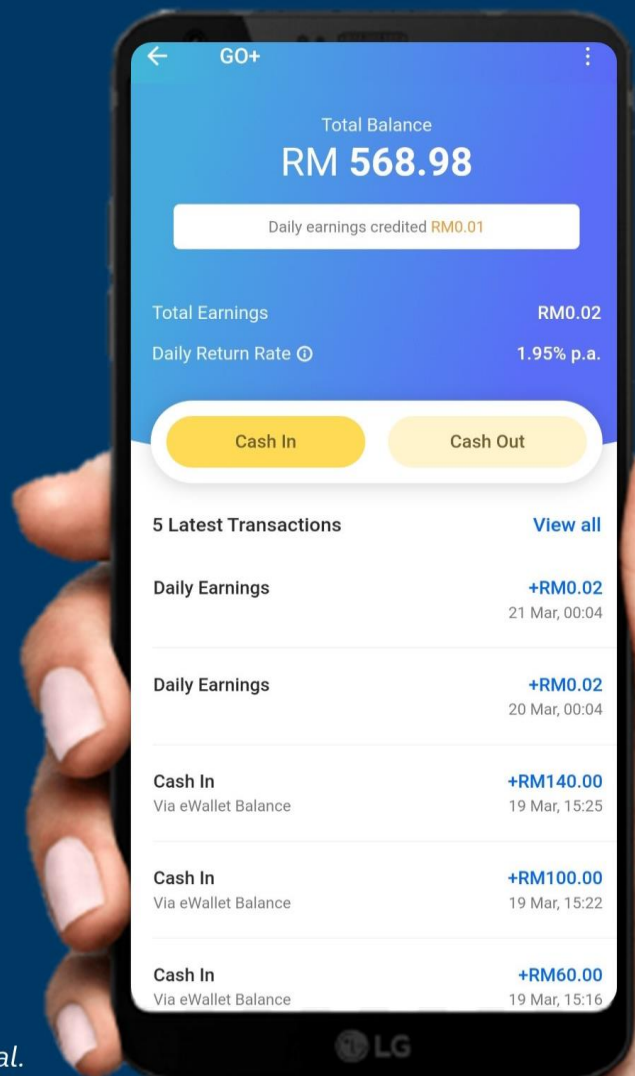 GO+
Total Balance
RM 568.98
Daily earnings credited RM0.01
Total Earnings RM0.02
Daily Return Rate 1.95% p.a.
Cash In Cash Out
5 Latest Transactions View all
Daily Earnings +RM0.02
21 Mar, 00:04
Daily Earnings +RM0.02
20 Mar, 00:04
Cash In +RM140.00
Via eWallet Balance 19 Mar, 15:25
Cash In +RM100.00
Via eWallet Balance 19 Mar, 15:22
Cash In +RM60.00
Via eWallet Balance 19 Mar, 15:16
LG